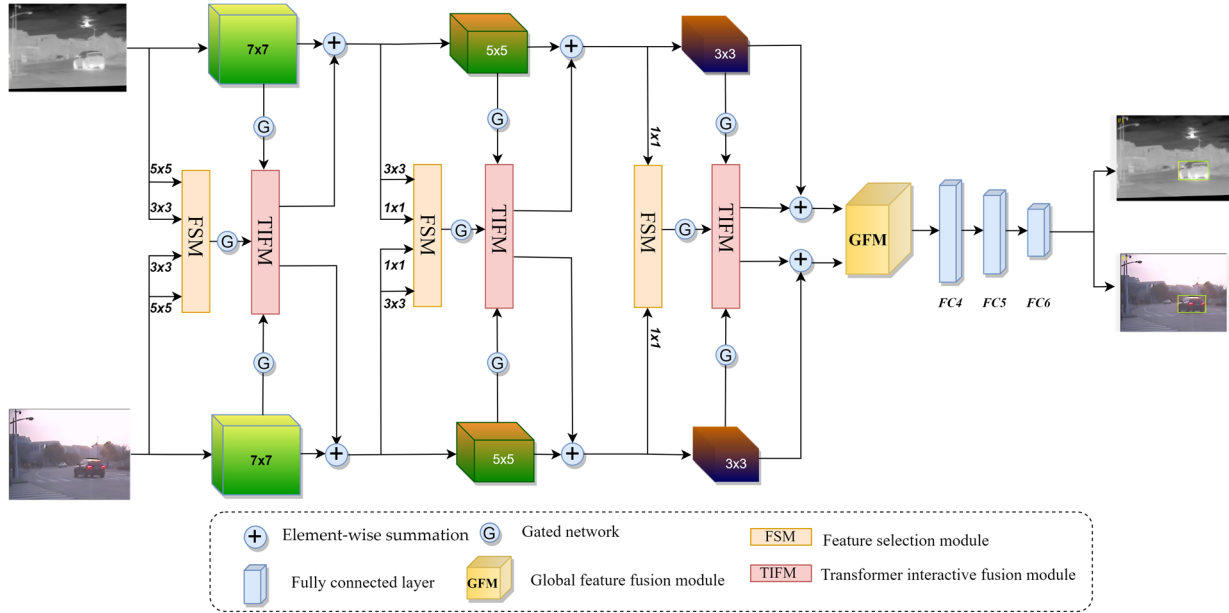 7x7
5x5
3x3
G
G
G
1x1
5x5
3x3
3x3
1x1
FSM
G
TIFM
FSM
G
TIFM
FSM
G
TIFM
GFM
3x3
5x5
1x1
3x3
1x1
FC4
FC5
FC6
G
G
G
7x7
5x5
3x3
Element-wise summation
G
Gated network
FSM
Feature selection module
Fully connected layer
GFM
Global feature fusion module
TIFM
Transformer interactive fusion module